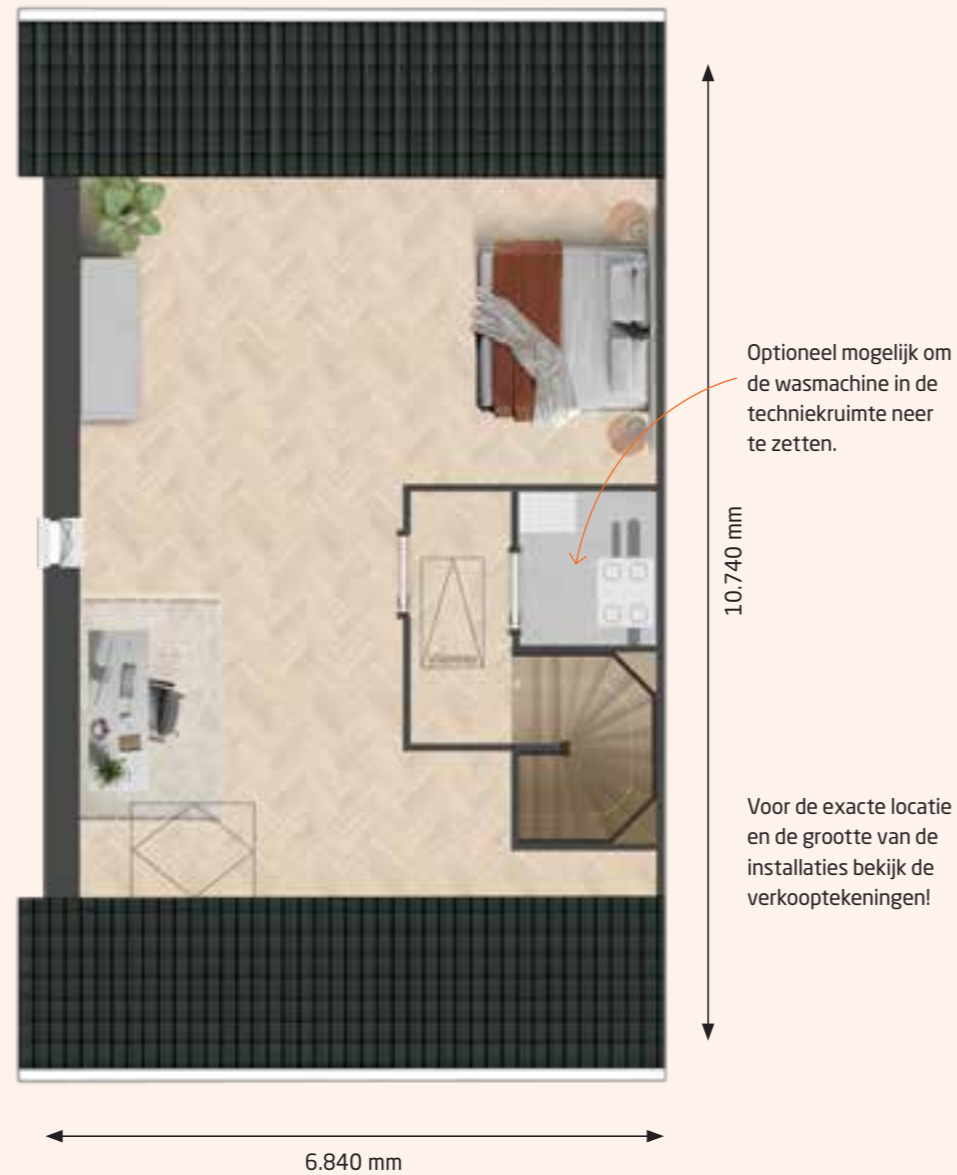 Optioneel mogelijk om
de wasmachine in de
techniekruimte neer
te zetten.
10.740 mm
Voor de exacte locatie
en de grootte van de
installaties bekijk de
verkooptekeningen!
6.840 mm